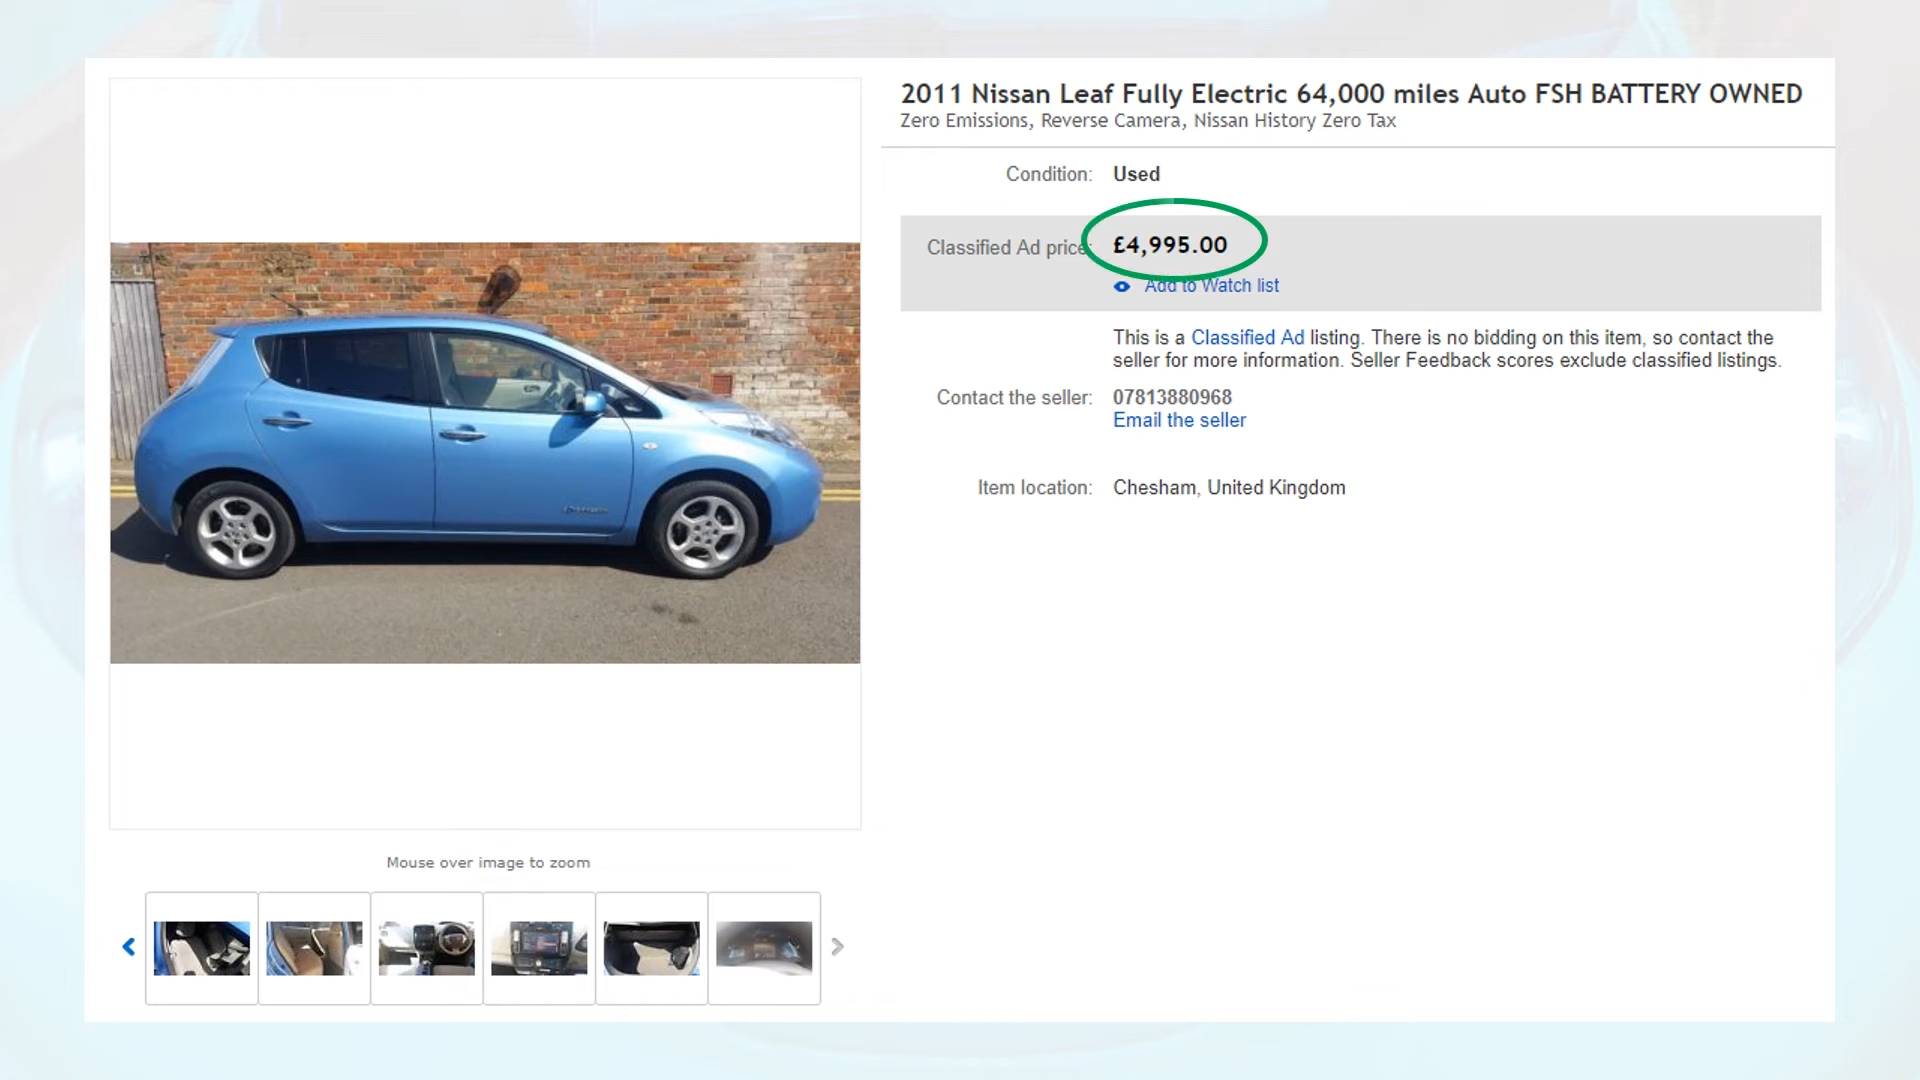 2011 Nissan Leaf Fully Electric 64,000 miles Auto FSH BATTERY OWNED
Zero Emissions, Reverse Camera, Nissan History Zero Tax
Condition: Used
Classified Ad price: £4,995.00
Add to Watch list
This is a Classified Ad listing. There is no bidding on this item, so contact the
seller for more information. Seller Feedback scores exclude classified listings.
Contact the seller: 07813880968
Email the seller
Item location: Chesham, United Kingdom
Mouse over image to zoom